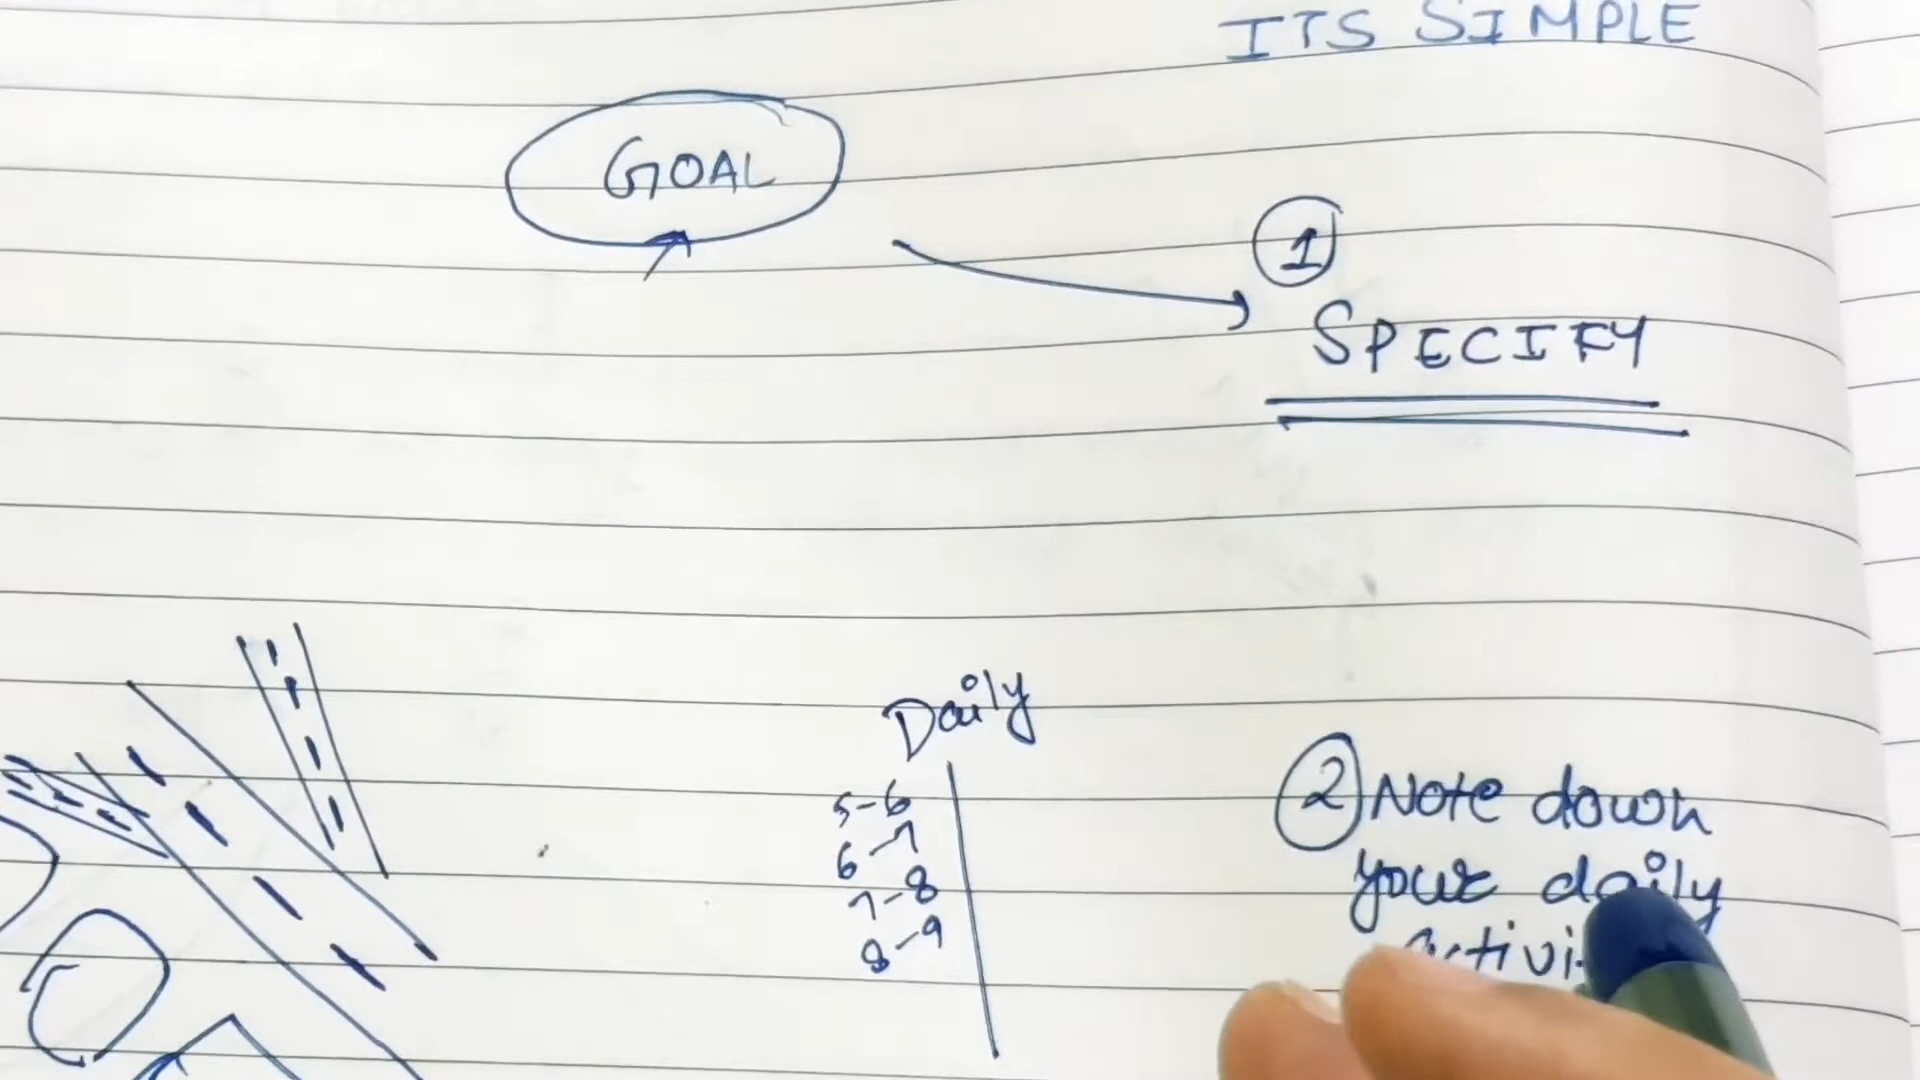 ITS SIMPLE
GOAL
1
SPECIFY
Daily
5-6
6-7
7-8
8-9
2 Note down
your daily